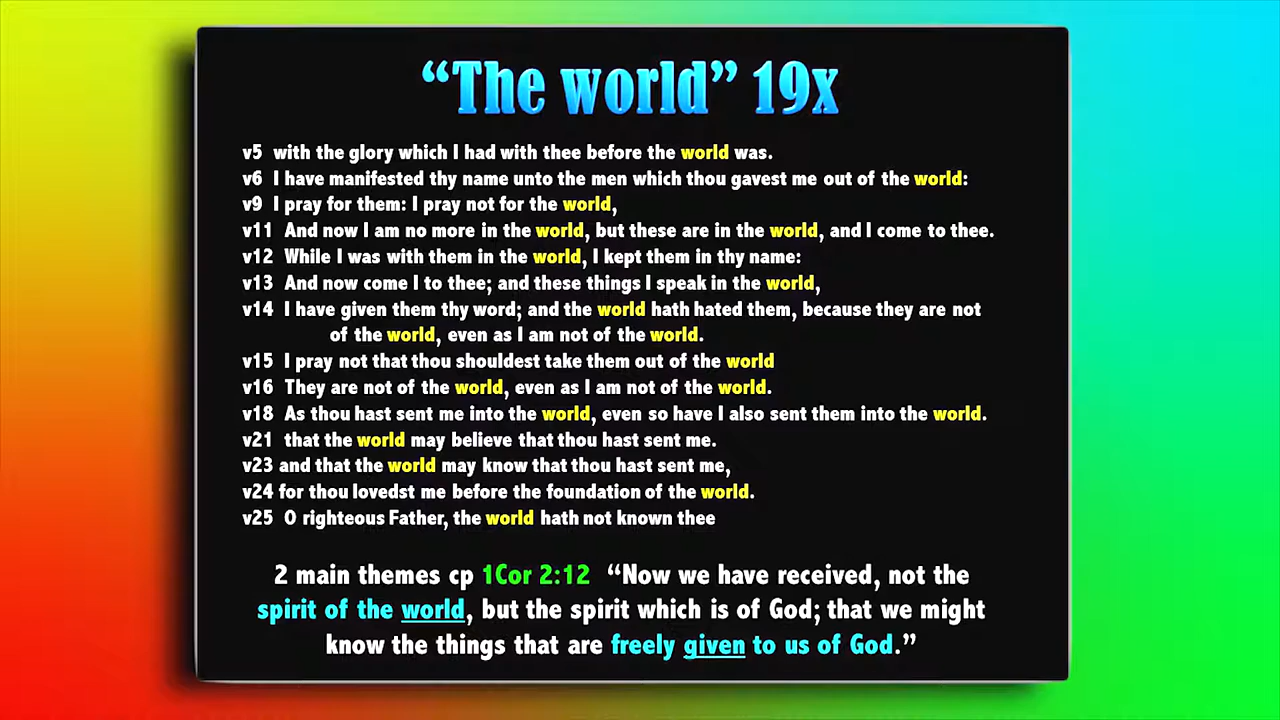 “The world” 19x
v5 with the glory which I had with thee before the world was.
v6 I have manifested thy name unto the men which thou gavest me out of the world:
v9 I pray for them: I pray not for the world,
v11 And now I am no more in the world, but these are in the world, and I come to thee.
v12 While I was with them in the world, I kept them in thy name:
v13 And now come I to thee; and these things I speak in the world,
v14 I have given them thy word; and the world hath hated them, because they are not
of the world, even as I am not of the world.
v15 I pray not that thou shouldest take them out of the world
v16 They are not of the world, even as I am not of the world.
v18 As thou hast sent me into the world, even so have I also sent them into the world.
v21 that the world may believe that thou hast sent me.
v23 and that the world may know that thou hast sent me,
v24 for thou lovedst me before the foundation of the world.
v25 O righteous Father, the world hath not known thee
2 main themes cp 1Cor 2:12 “Now we have received, not the
spirit of the world, but the spirit which is of God; that we might
know the things that are freely given to us of God.”